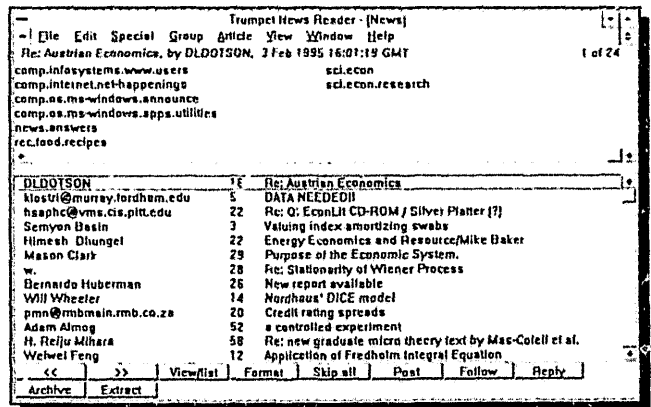 Trumpet News Reader - [News]
File Edit Special Group Article View Window Help
Re: Austrian Economics, by DLDOTSON, 3 Feb 1995 16:01:19 GMT 1 of 24
comp.infosystems.www.users sci.econ
comp.internet.net-happenings sci.econ.research
comp.os.ms-windows.announce
comp.os.ms-windows.apps.utilities
news.answers
rec.food.recipes
DLDOTSON 16 Re: Austrian Economics
klostri@murray.fordham.edu 5 DATA NEEDED!!
hsaphc@vms.cis.pitt.edu 22 Re: Q: EconLit CD-ROM / Silver Platter (?)
Semyon Basin 3 Valuing index amortizing swabs
Himesh Dhungel 22 Energy Economics and Resource/Mike Baker
Mason Clark 29 Purpose of the Economic System.
w. 28 Re: Stationarity of Wiener Process
Bernardo Huberman 26 New report available
Will Wheeler 14 Nordhaus' DICE model
pmn@rmbmain.rmb.co.za 20 Credit rating spreads
Adam Almog 52 a controlled experiment
H. Reiju Mihara 58 Re: new graduate micro theory text by Mas-Colell et al.
Weiwei Feng 12 Application of Fredholm Integral Equation
<< >> View/list Format Skip all Post Follow Reply
Archive Extract